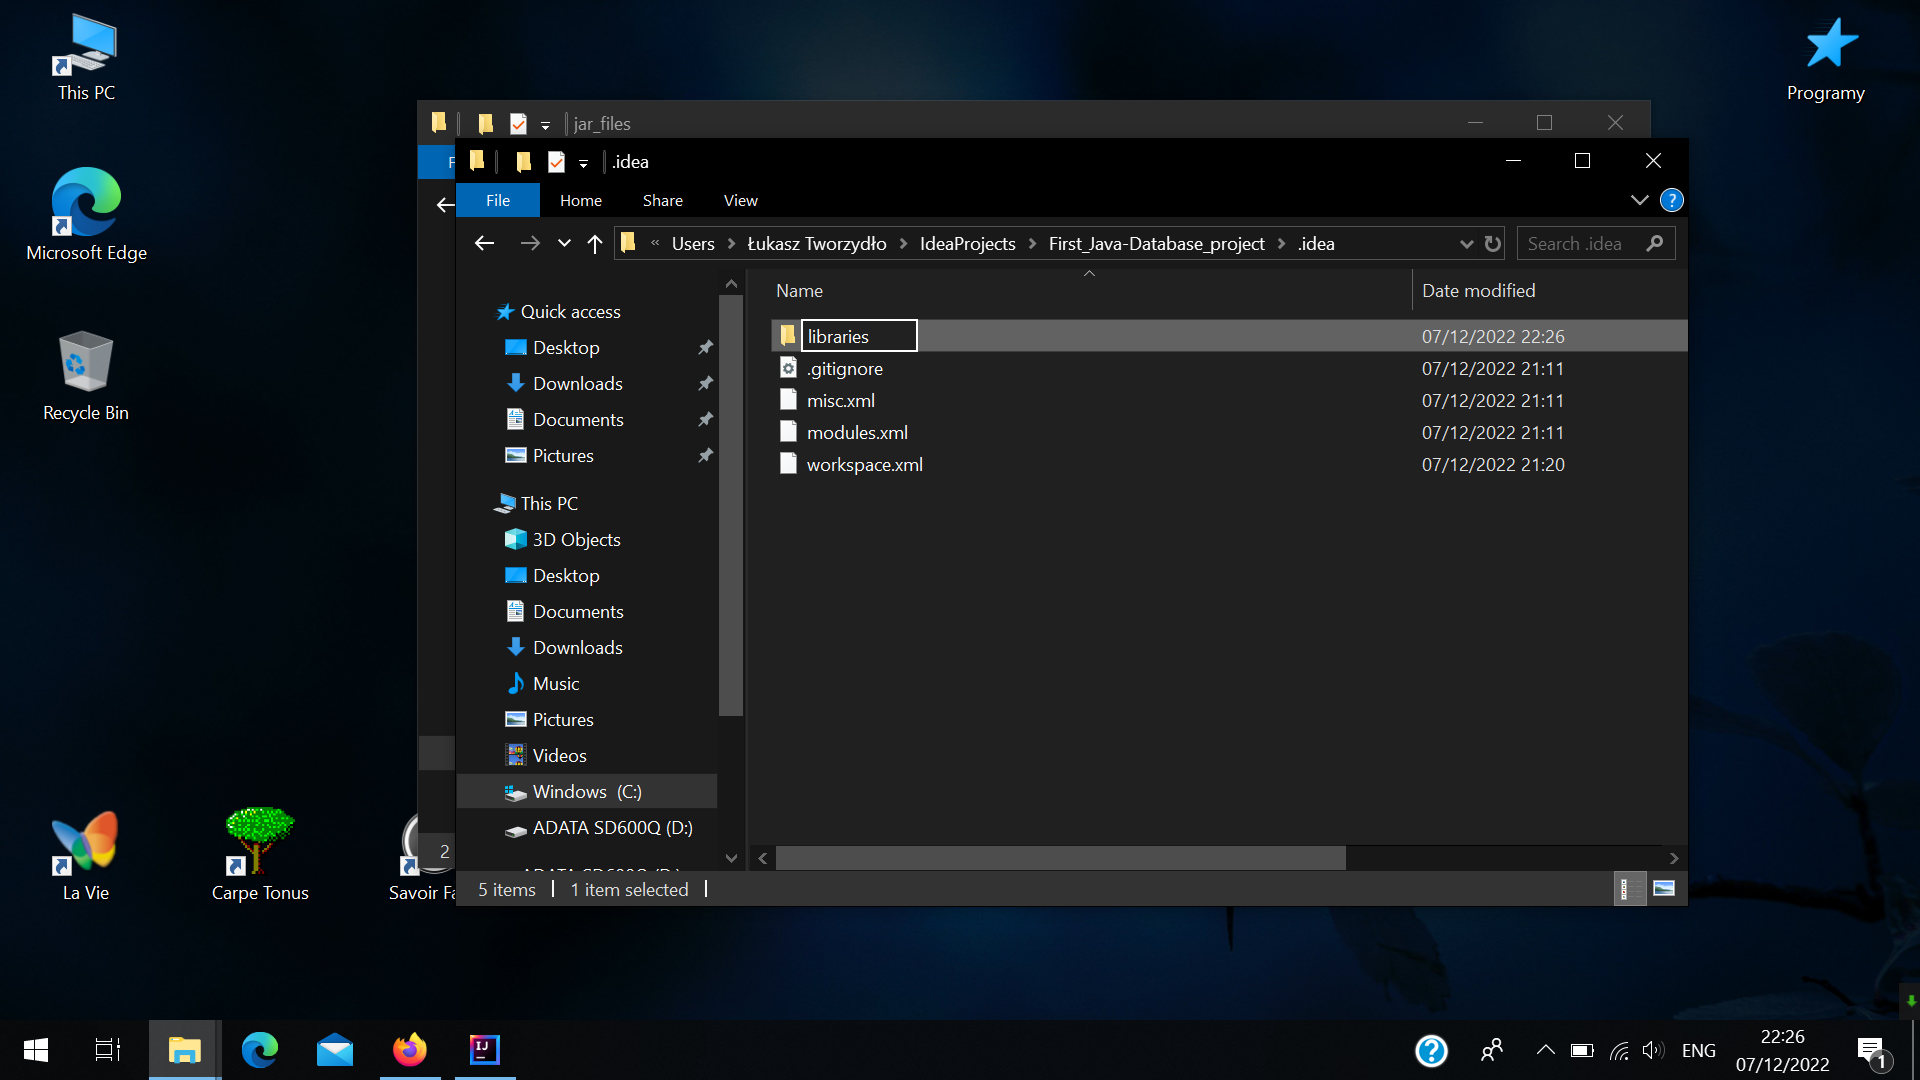 This PC
Programy
jar_files
.idea
File
Home
Share
View
Microsoft Edge
« Users > Łukasz Tworzydło > IdeaProjects > First_Java-Database_project > .idea
Search .idea
Name
Date modified
Quick access
libraries
07/12/2022 22:26
Desktop
.gitignore
07/12/2022 21:11
Downloads
misc.xml
07/12/2022 21:11
Documents
modules.xml
07/12/2022 21:11
Pictures
workspace.xml
07/12/2022 21:20
Recycle Bin
This PC
3D Objects
Desktop
Documents
Downloads
Music
Pictures
Videos
Windows (C:)
ADATA SD600Q (D:)
ADATA SD600Q (D:)
2
La Vie
Carpe Tonus
Savoir Fa
5 items
1 item selected
ENG
22:26
07/12/2022
1